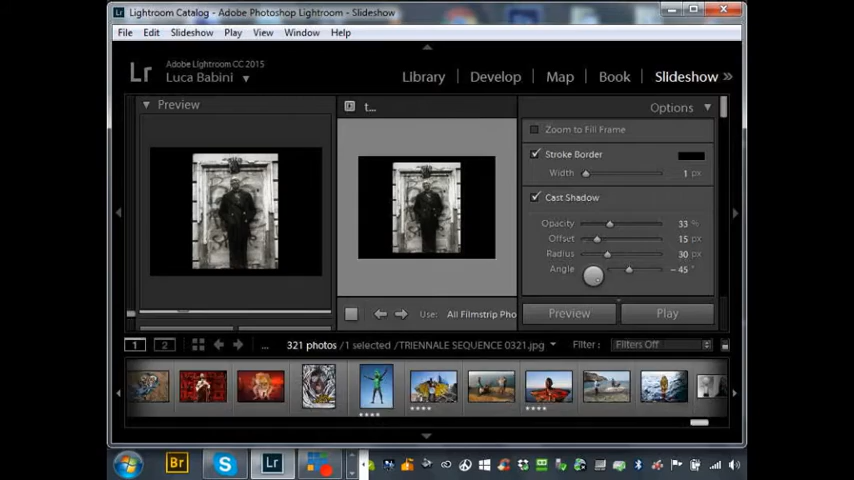 Lightroom Catalog - Adobe Photoshop Lightroom - Slideshow
File Edit Slideshow Play View Window Help
Lr
Adobe Lightroom CC 2015
Luca Babini
Library Develop Map Book Slideshow
Preview
t...
Options
Zoom to Fill Frame
Stroke Border
Width 1 px
Cast Shadow
Opacity 33 %
Offset 15 px
Radius 30 px
Angle - 45 °
Use: All Filmstrip Pho
Preview Play
1 2 ... 321 photos / 1 selected / TRIENNALE SEQUENCE 0321.jpg Filter : Filters Off
Br S Lr